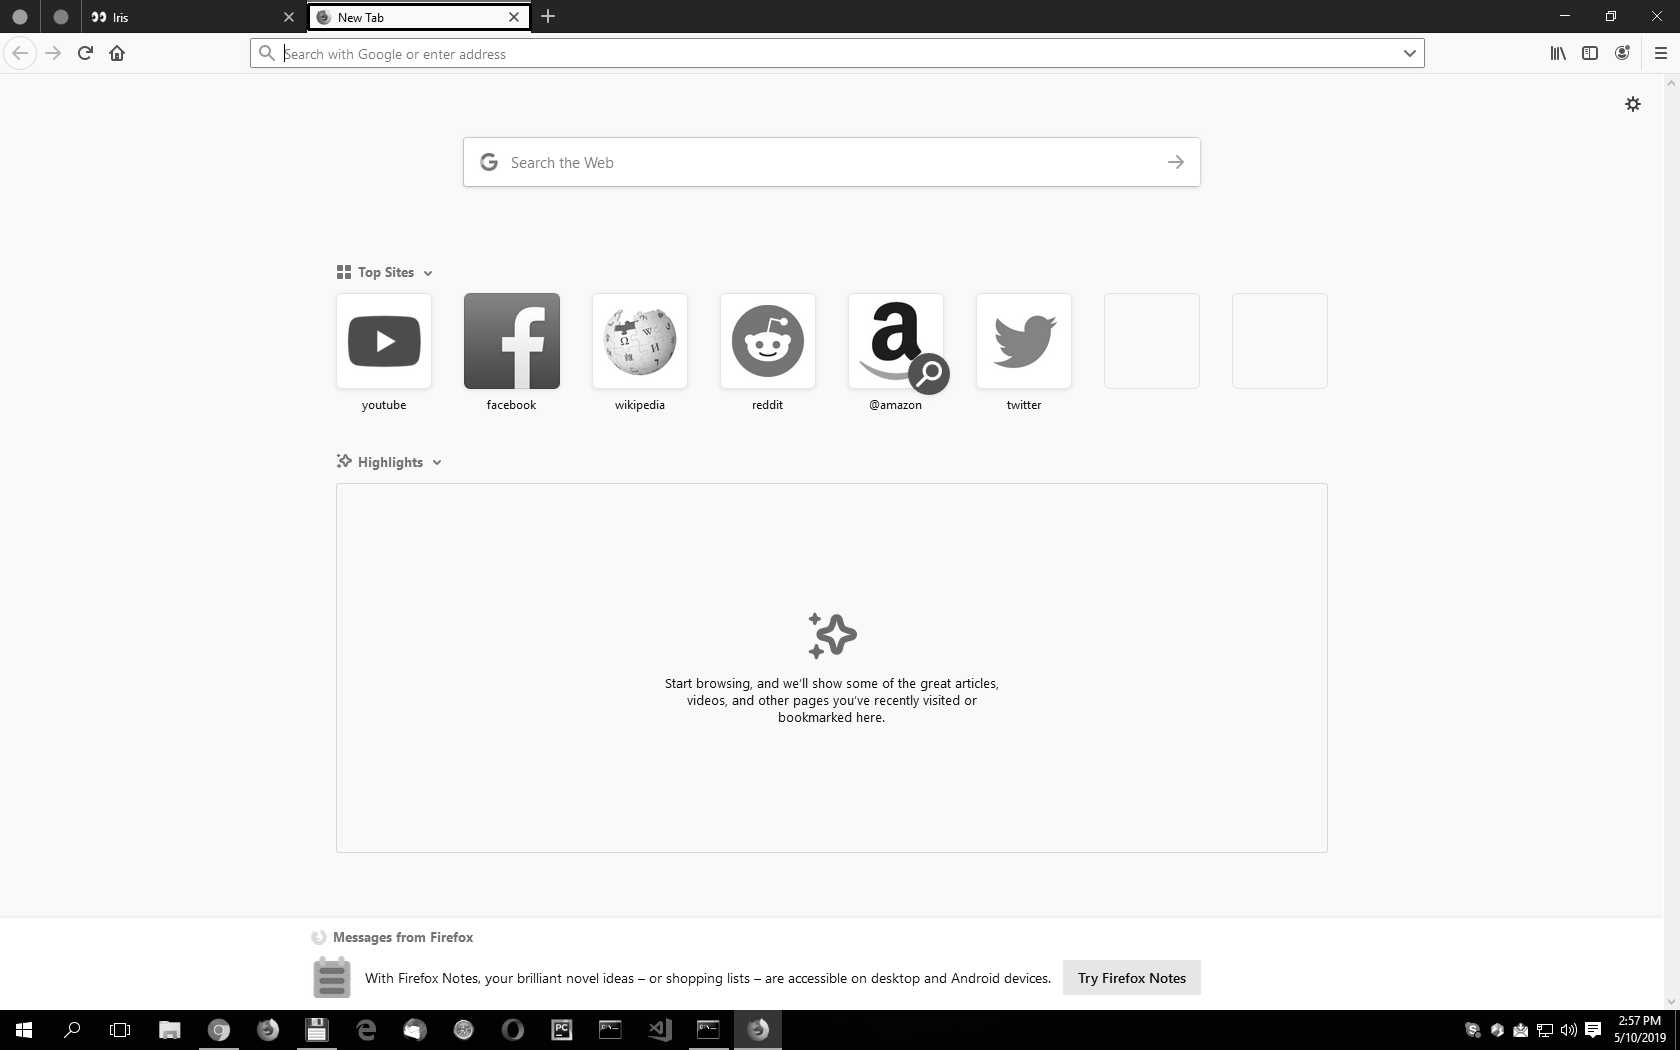 Iris
New Tab
Search with Google or enter address
Search the Web
Top Sites
youtube
facebook
wikipedia
reddit
@amazon
twitter
Highlights
Start browsing, and we'll show some of the great articles,
videos, and other pages you've recently visited or
bookmarked here.
Messages from Firefox
With Firefox Notes, your brilliant novel ideas – or shopping lists – are accessible on desktop and Android devices.
Try Firefox Notes
2:57 PM
5/10/2019